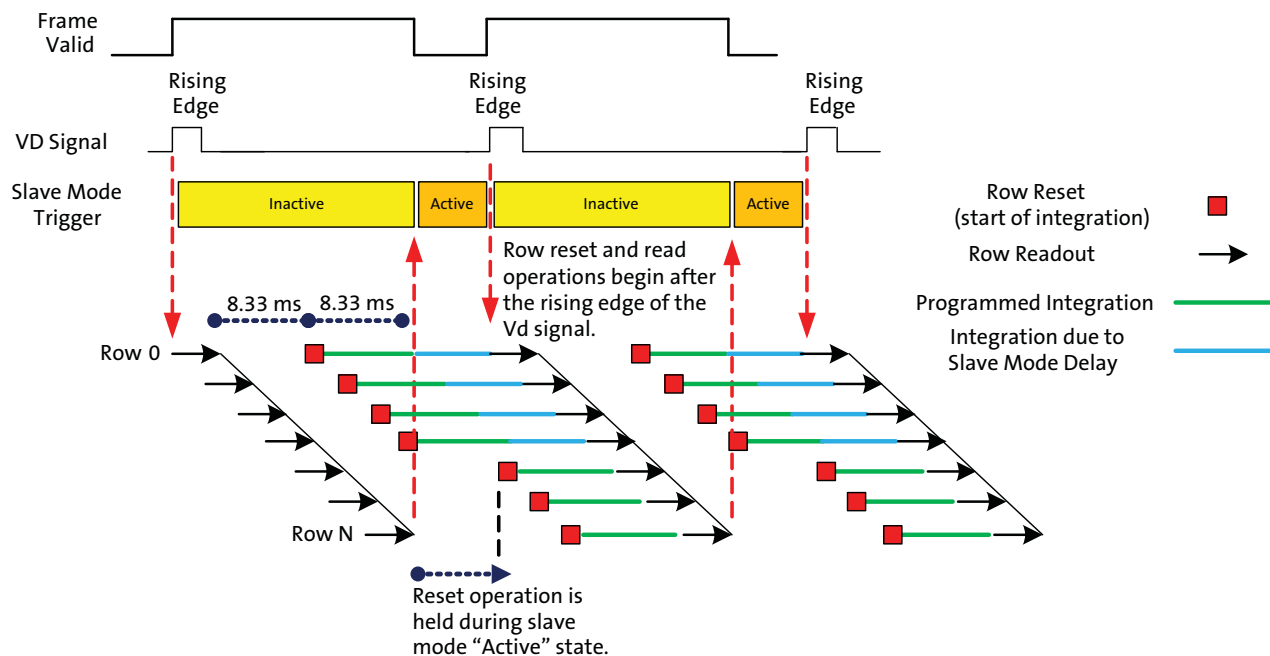 Frame
Valid
Rising
Edge
Rising
Edge
Rising
Edge
VD Signal
Slave Mode
Trigger
Inactive
Active
Inactive
Active
Row Reset
(start of integration)
Row Readout
Programmed Integration
Integration due to
Slave Mode Delay
8.33 ms
8.33 ms
Row reset and read
operations begin after
the rising edge of the
Vd signal.
Row 0
Row N
Reset operation is
held during slave
mode “Active” state.